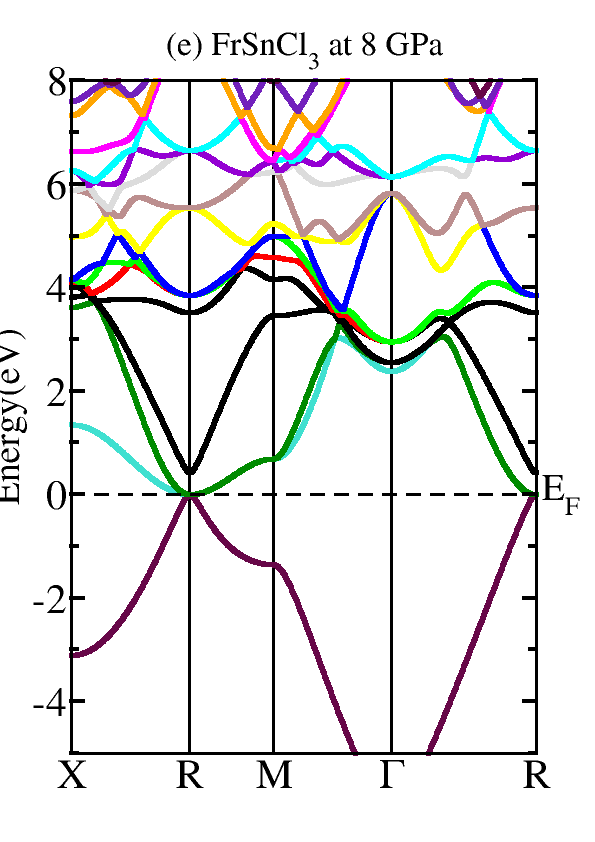 (e) FrSnCl3 at 8 GPa
8
6
4
2
0
-2
-4
Energy(eV)
EF
X R M Γ R